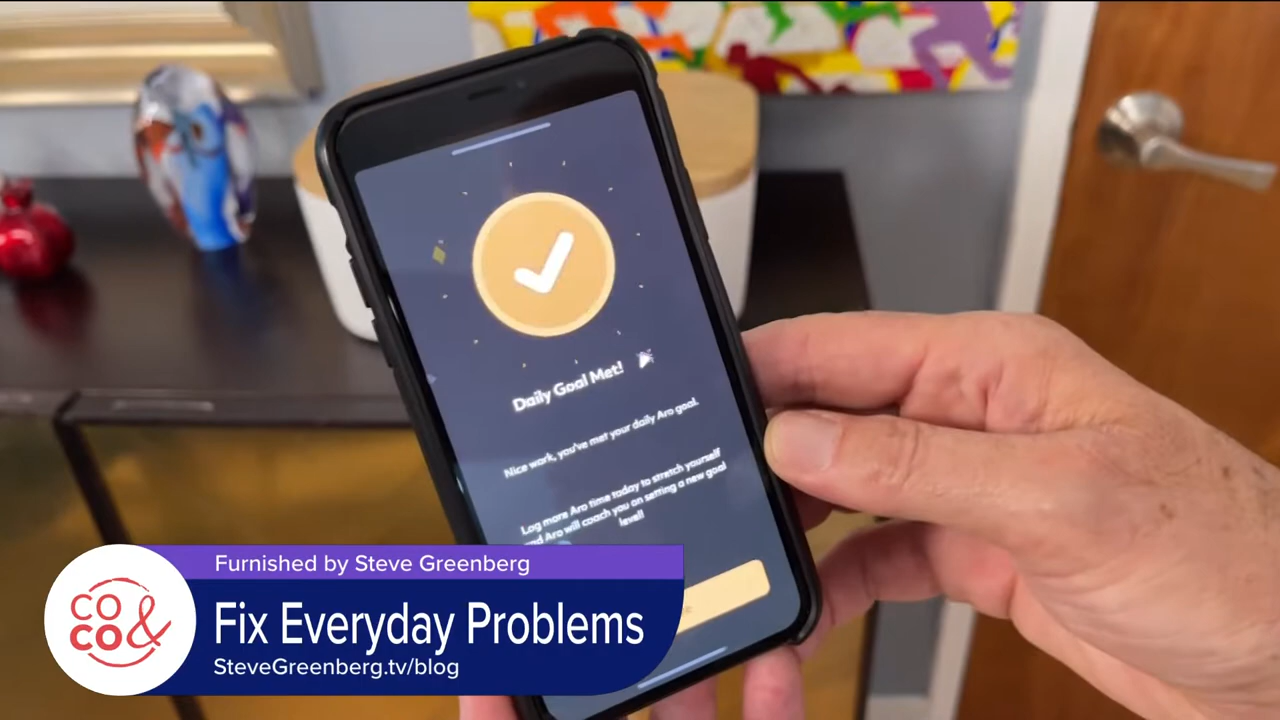 Daily Goal Met!
Nice work, you've met your daily Aro goal.
Log more Aro time today to stretch yourself
and Aro will coach you on setting a new goal
level!
Furnished by Steve Greenberg
CO &
CO
Fix Everyday Problems
SteveGreenberg.tv/blog